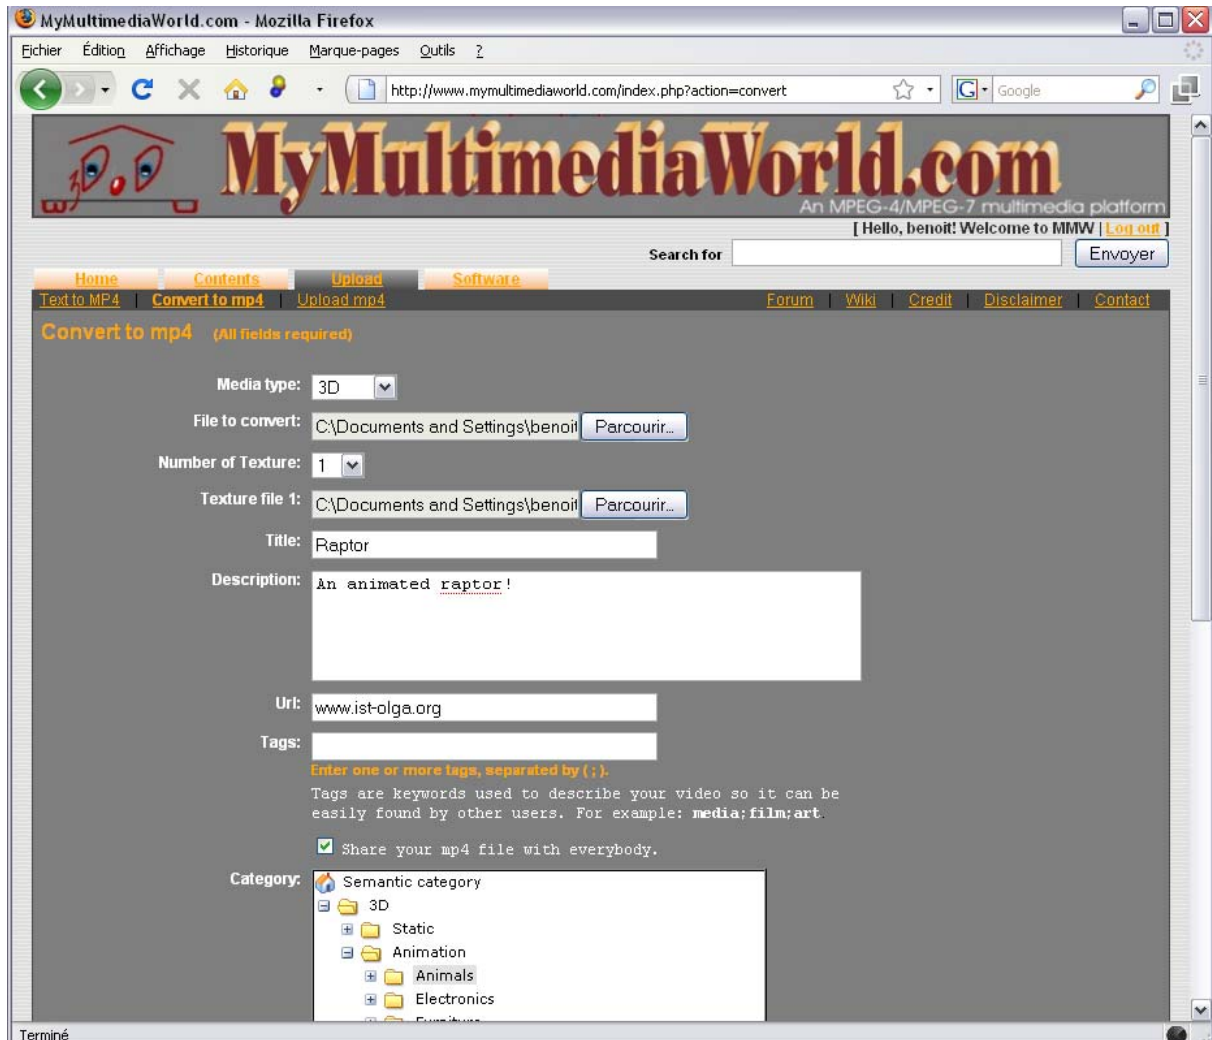 MyMultimediaWorld.com - Mozilla Firefox
Fichier Édition Affichage Historique Marque-pages Outils ?
http://www.mymultimediaworld.com/index.php?action=convert G Google
MyMultimediaWorld.com
An MPEG-4/MPEG-7 multimedia platform
[ Hello, benoit! Welcome to MMW | Log out ]
Search for Envoyer
Home Contents Upload Software
Text to MP4 | Convert to mp4 | Upload mp4 Forum | Wiki | Credit | Disclaimer | Contact
Convert to mp4 (All fields required)
Media type: 3D
File to convert: C:\Documents and Settings\benoit Parcourir...
Number of Texture: 1
Texture file 1: C:\Documents and Settings\benoit Parcourir...
Title: Raptor
Description: An animated raptor!
Url: www.ist-olga.org
Tags:
Enter one or more tags, separated by ( ; ).
Tags are keywords used to describe your video so it can be
easily found by other users. For example: media;film;art.
Share your mp4 file with everybody.
Category: Semantic category
3D
Static
Animation
Animals
Electronics
Furniture
Terminé